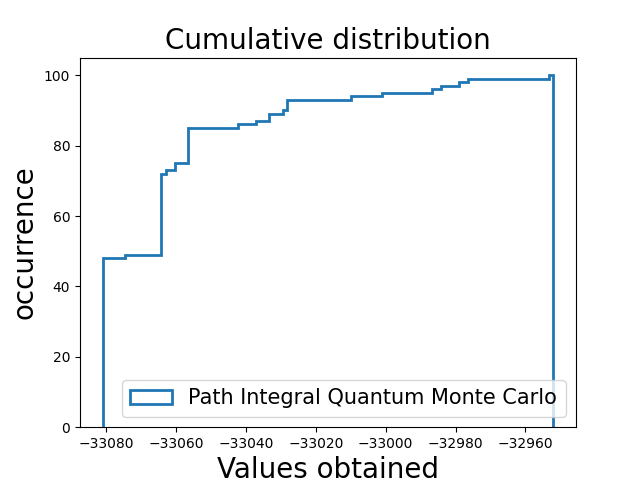 Cumulative distribution
100
80
60
40
20
0
occurrence
Path Integral Quantum Monte Carlo
−33080 −33060 −33040 −33020 −33000 −32980 −32960
Values obtained